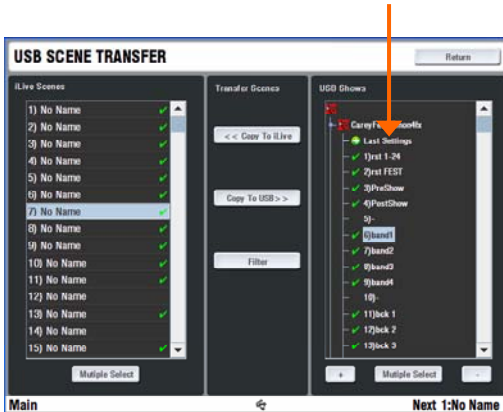 USB SCENE TRANSFER
Return
iLive Scenes
1) No Name
2) No Name
3) No Name
4) No Name
5) No Name
6) No Name
7) No Name
8) No Name
9) No Name
10) No Name
11) No Name
12) No Name
13) No Name
14) No Name
15) No Name
Mutiple Select
Transfer Scenes
<< Copy To iLive
Copy To USB>>
Filter
USB Shows
Last Settings
1)rst 1-24
2)rst FEST
3)PreShow
4)PostShow
5)-
6)band1
7)band2
8)band3
9)band4
10)-
11)bck 1
12)bck 2
13)bck 3
+
Mutiple Select
-
Main
Next 1:No Name